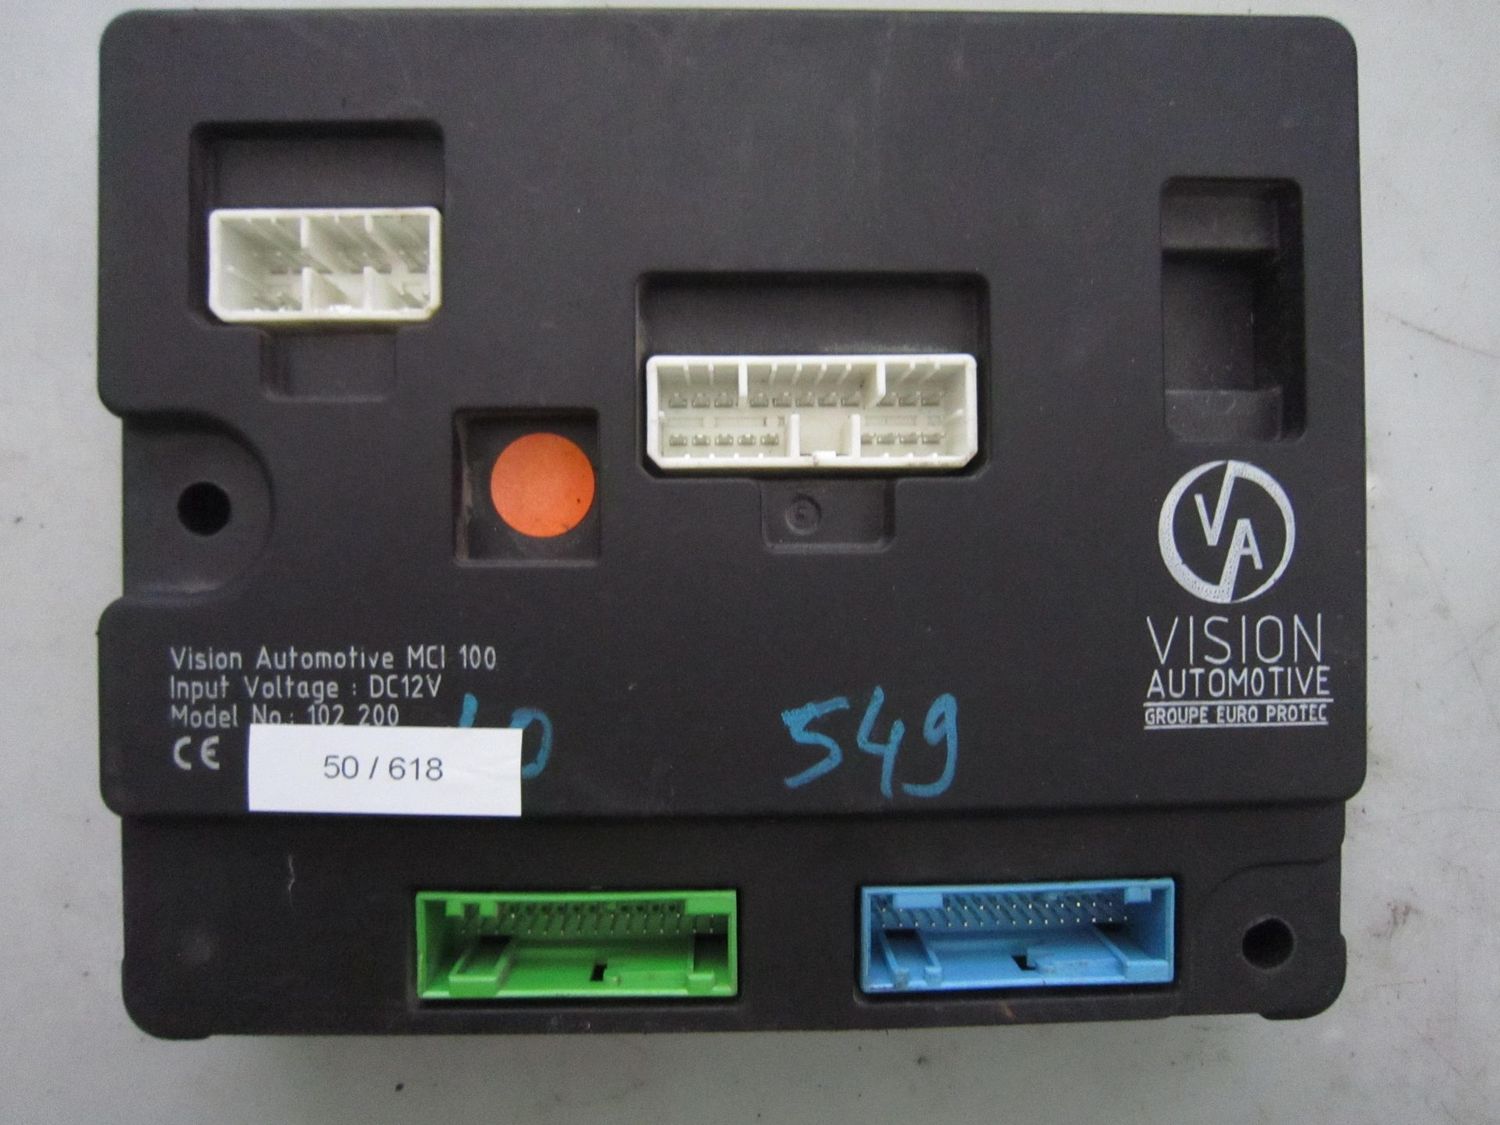 VA
VISION
AUTOMOTIVE
GROUPE EURO PROTEC
Vision Automotive MCI 100
Input Voltage : DC12V
Model No.: 102 200
CE
50 / 618
549